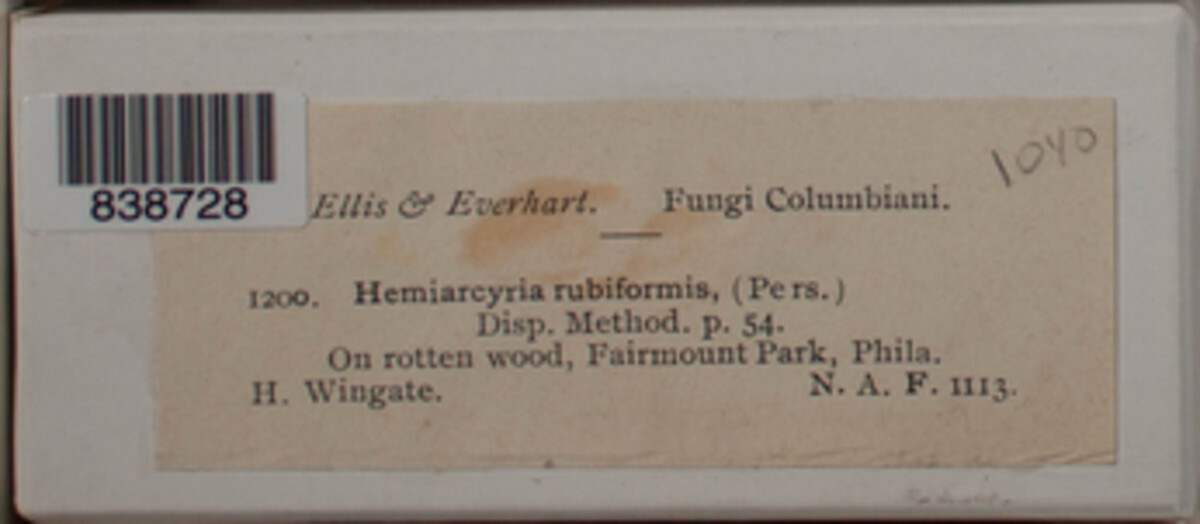 838728
1040
Ellis & Everhart. Fungi Columbiani.
1200. Hemiarcyria rubiformis, (Pers.)
Disp. Method. p. 54.
On rotten wood, Fairmount Park, Phila.
H. Wingate. N. A. F. 1113.